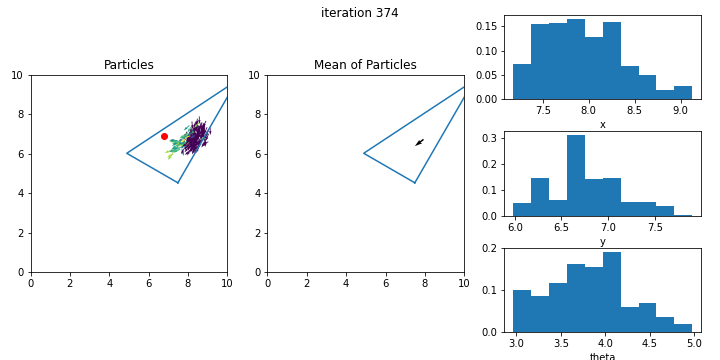 iteration 374
Particles
10
8
6
4
2
0
0 2 4 6 8 10
Mean of Particles
10
8
6
4
2
0
0 2 4 6 8 10
0.15
0.10
0.05
0.00
7.5 8.0 8.5 9.0
x
0.3
0.2
0.1
0.0
6.0 6.5 7.0 7.5
y
0.2
0.1
0.0
3.0 3.5 4.0 4.5 5.0
theta